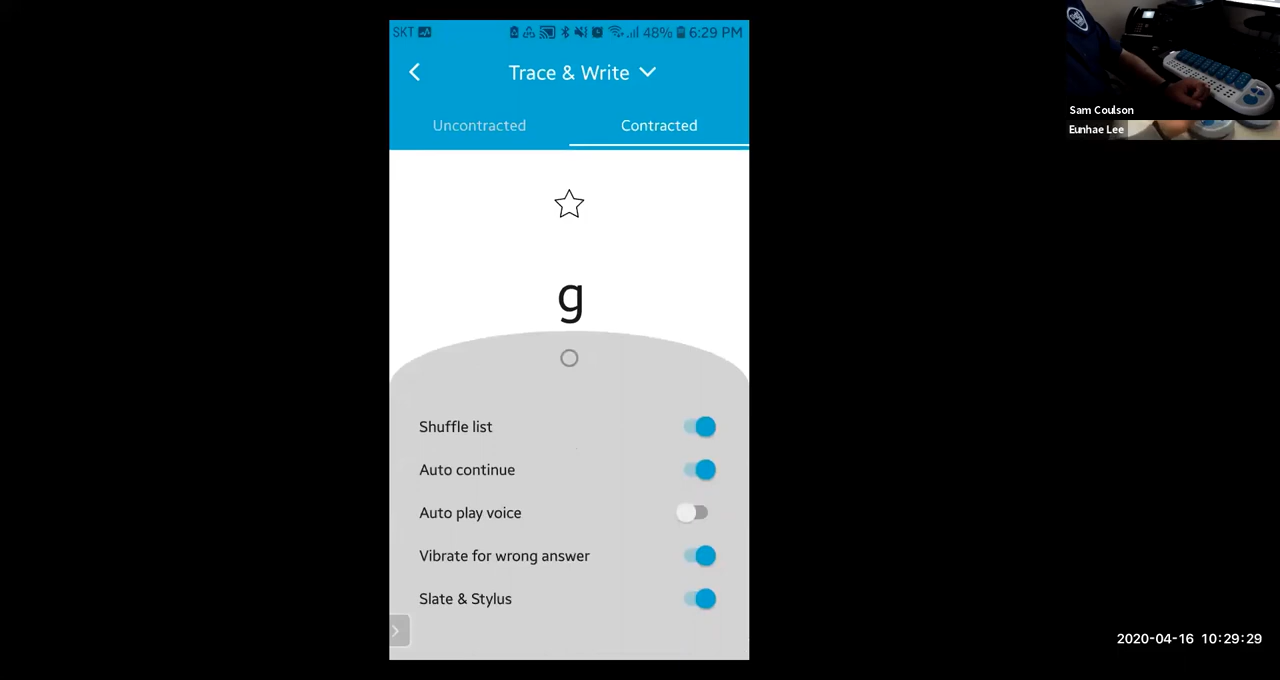 SKT 48% 6:29 PM
Trace & Write
Uncontracted Contracted
g
Shuffle list
Auto continue
Auto play voice
Vibrate for wrong answer
Slate & Stylus
Sam Coulson
Eunhae Lee
2020-04-16 10:29:29